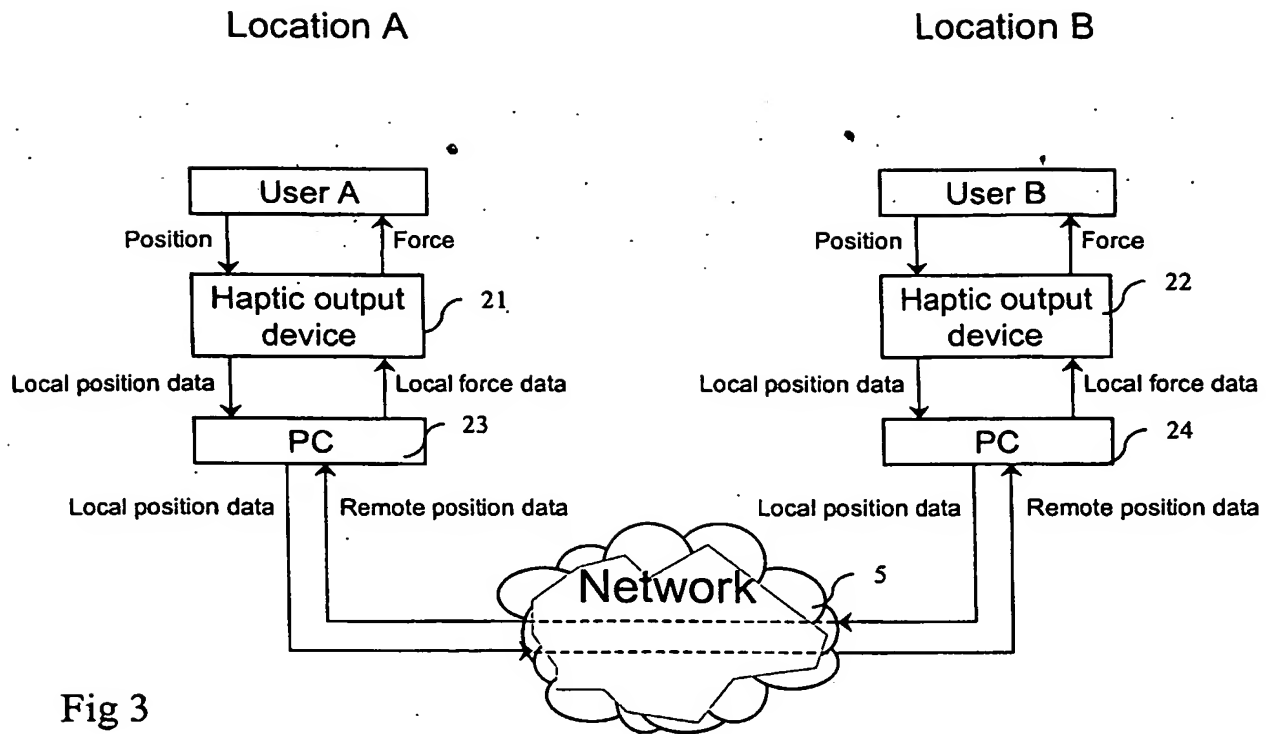 Location A
Location B
User A
User B
Position
Force
Position
Force
Haptic output
device
21
Haptic output
device
22
Local position data
Local force data
Local position data
Local force data
PC
23
PC
24
Local position data
Remote position data
Local position data
Remote position data
Network
5
Fig 3